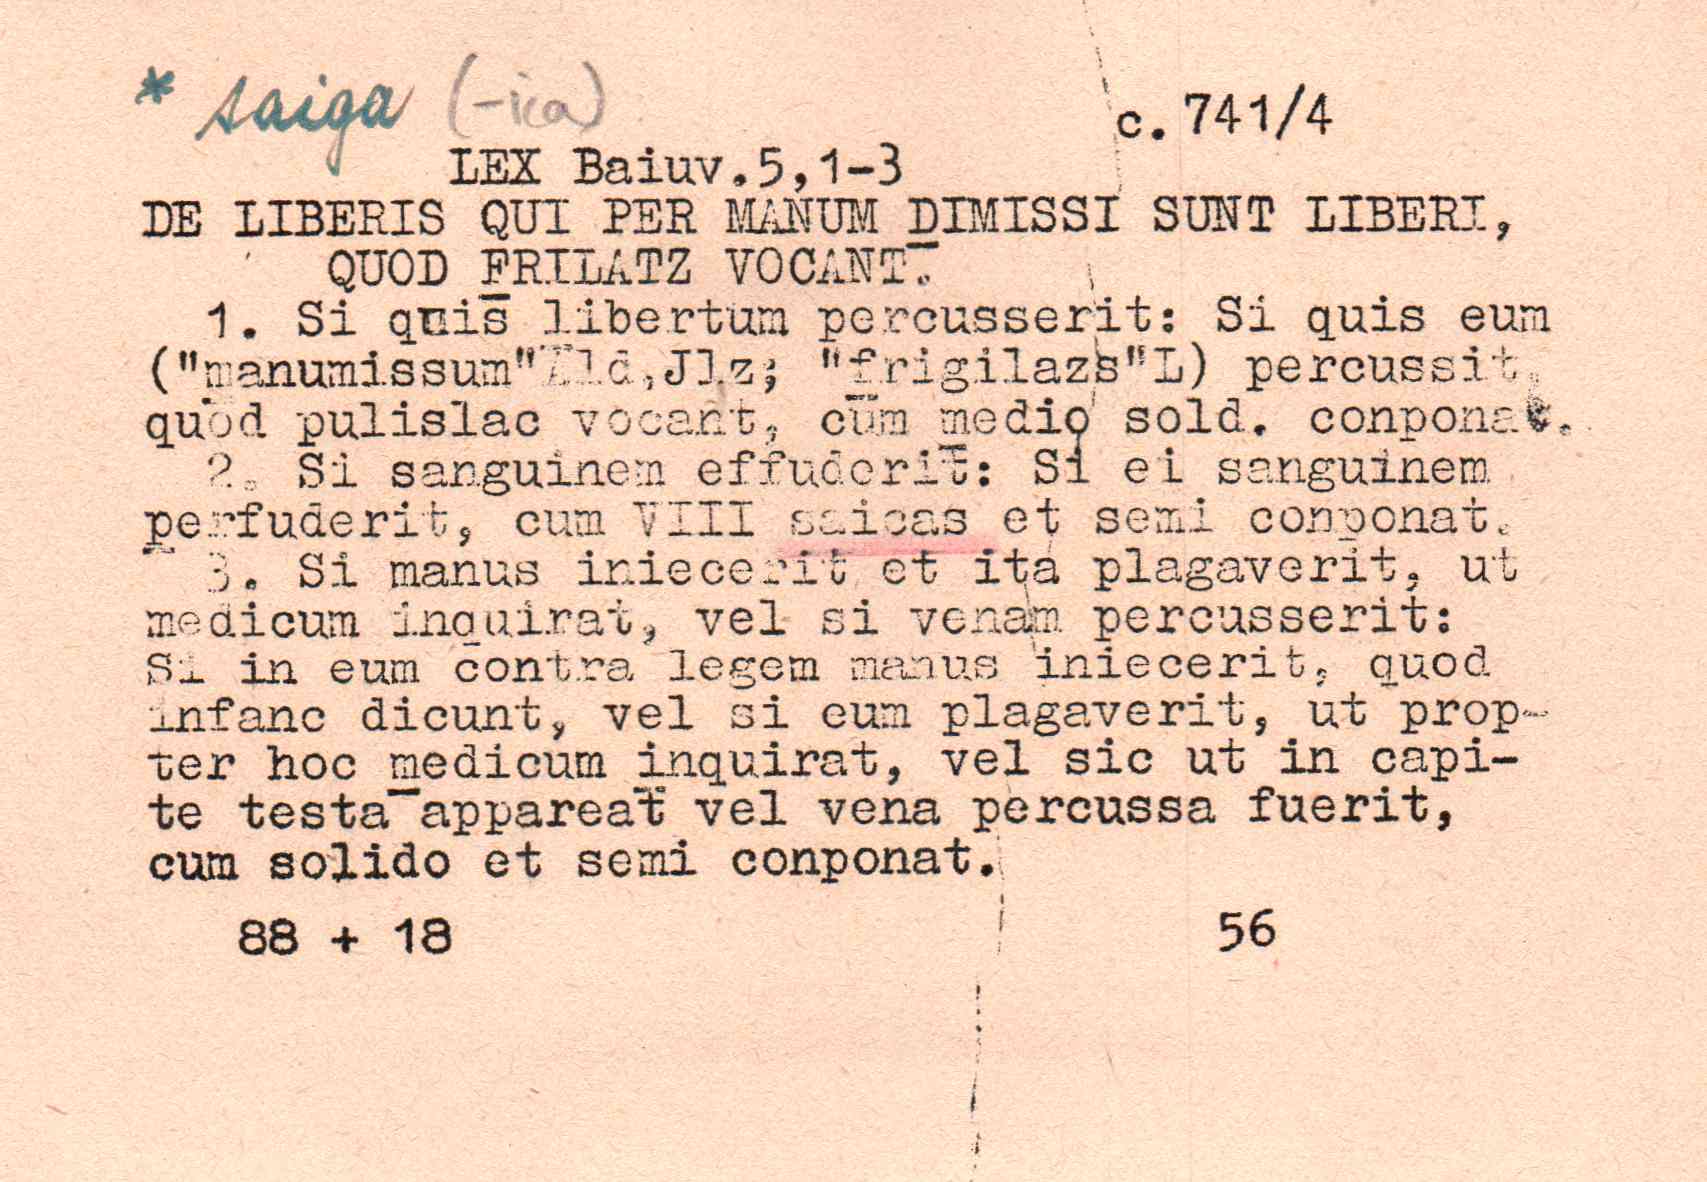 * saiga (-ica)
c. 741/4
LEX Baiuv.5,1-3
DE LIBERIS QUI PER MANUM DIMISSI SUNT LIBERI,
QUOD FRILATZ VOCANT.
1. Si quis libertum percusserit: Si quis eum
("manumissum" Ald,Jlz; "frigilazs"L) percussit,
quod pulislac vocant, cum medio sold. conponat.
2. Si sanguinem effuderit: Si ei sanguinem
perfuderit, cum VIII saicas et semi conponat.
3. Si manus iniecerit et ita plagaverit, ut
medicum inquirat, vel si venam percusserit:
Si in eum contra legem manus iniecerit, quod
infanc dicunt, vel si eum plagaverit, ut prop-
ter hoc medicum inquirat, vel sic ut in capi-
te testa appareat vel vena percussa fuerit,
cum solido et semi conponat.
88 + 18
56